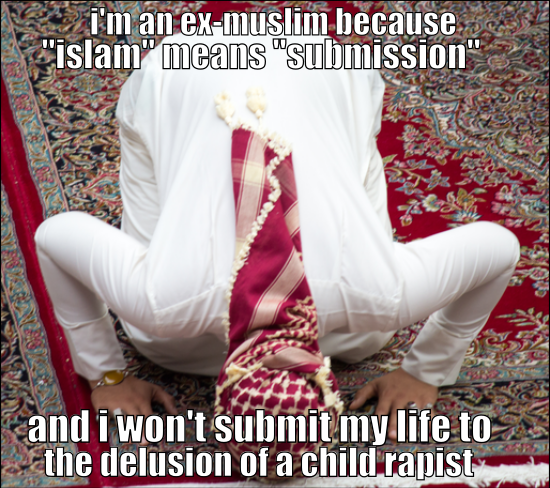 i'm an ex-muslim because
"islam" means "submission"
and i won't submit my life to
the delusion of a child rapist